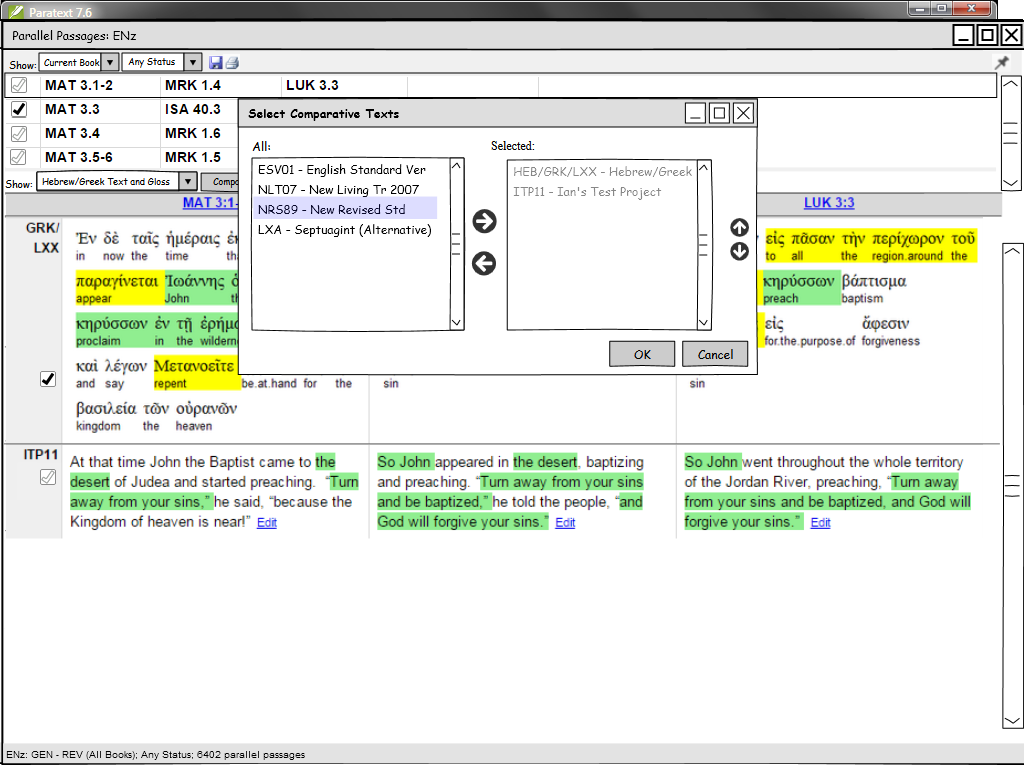 Paratext 7.6
Parallel Passages: ENz
Show: Current Book Any Status
MAT 3.1-2 MRK 1.4 LUK 3.3
MAT 3.3 ISA 40.3
MAT 3.4 MRK 1.6
MAT 3.5-6 MRK 1.5
Show: Hebrew/Greek Text and Gloss Compa
Select Comparative Texts
All:
ESV01 - English Standard Ver
NLT07 - New Living Tr 2007
NRS89 - New Revised Std
LXA - Septuagint (Alternative)
Selected:
HEB/GRK/LXX - Hebrew/Greek
ITP11 - Ian's Test Project
OK Cancel
MAT 3:1- LUK 3:3
GRK/
LXX
Ἐν δὲ ταῖς ἡμέραις
in now the time
παραγίνεται Ἰωάννης
appear John
κηρύσσων ἐν τῇ
proclaim in the
καὶ λέγων Μετανοεῖτε
and say repent be.at.hand for the
βασιλεία τῶν οὐρανῶν
kingdom the heaven
sin
εἰς πᾶσαν τὴν περίχωρον τοῦ
to all the region.around the
κηρύσσων βάπτισμα
preach baptism
εἰς ἄφεσιν
for.the.purpose.of forgiveness
sin
ITP11
At that time John the Baptist came to the
desert of Judea and started preaching. “Turn
away from your sins,” he said, “because the
Kingdom of heaven is near!” Edit
So John appeared in the desert, baptizing
and preaching. “Turn away from your sins
and be baptized,” he told the people, “and
God will forgive your sins.” Edit
So John went throughout the whole territory
of the Jordan River, preaching, “Turn away
from your sins and be baptized, and God will
forgive your sins.” Edit
ENz: GEN - REV (All Books); Any Status; 6402 parallel passages